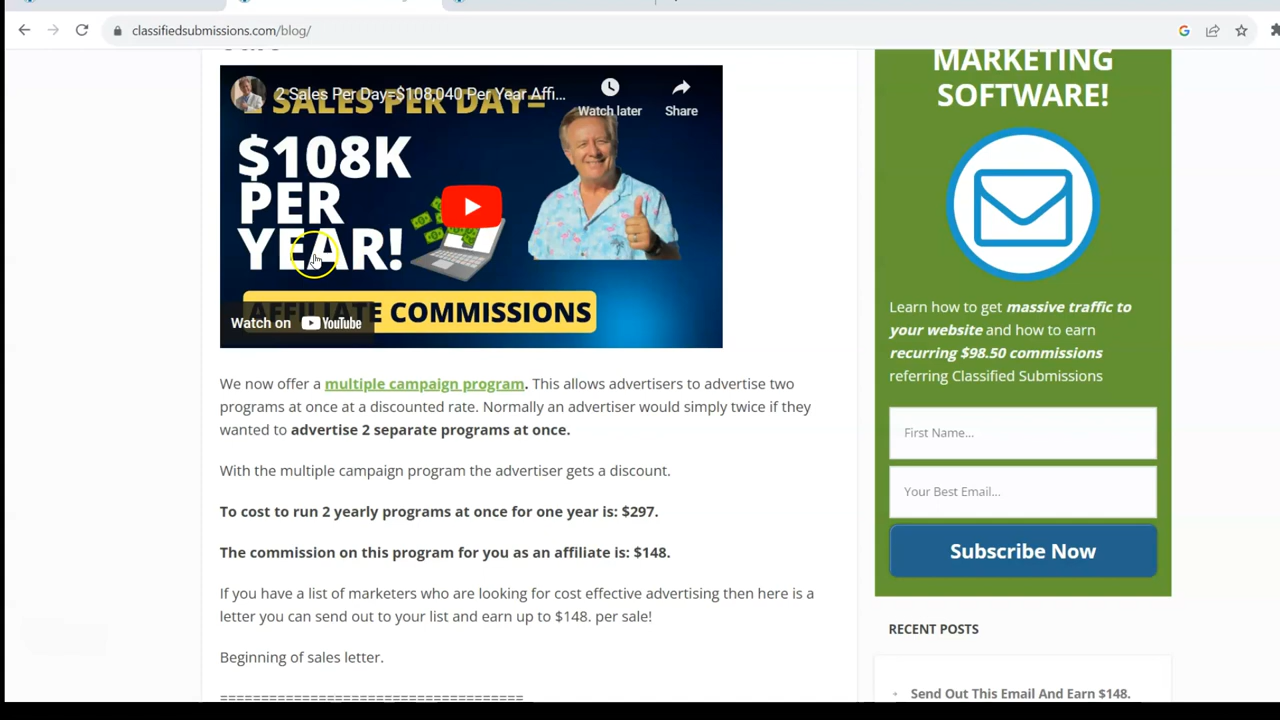 classifiedsubmissions.com/blog/
2 Sales Per Day=$108,040 Per Year Affi...
Watch later
Share
2 SALES PER DAY=
$108K
PER
YEAR!
AFFILIATE COMMISSIONS
Watch on YouTube
We now offer a multiple campaign program. This allows advertisers to advertise two
programs at once at a discounted rate. Normally an advertiser would simply twice if they
wanted to advertise 2 separate programs at once.
With the multiple campaign program the advertiser gets a discount.
To cost to run 2 yearly programs at once for one year is: $297.
The commission on this program for you as an affiliate is: $148.
If you have a list of marketers who are looking for cost effective advertising then here is a
letter you can send out to your list and earn up to $148. per sale!
Beginning of sales letter.
====================================
MARKETING
SOFTWARE!
Learn how to get massive traffic to
your website and how to earn
recurring $98.50 commissions
referring Classified Submissions
First Name...
Your Best Email...
Subscribe Now
RECENT POSTS
Send Out This Email And Earn $148.